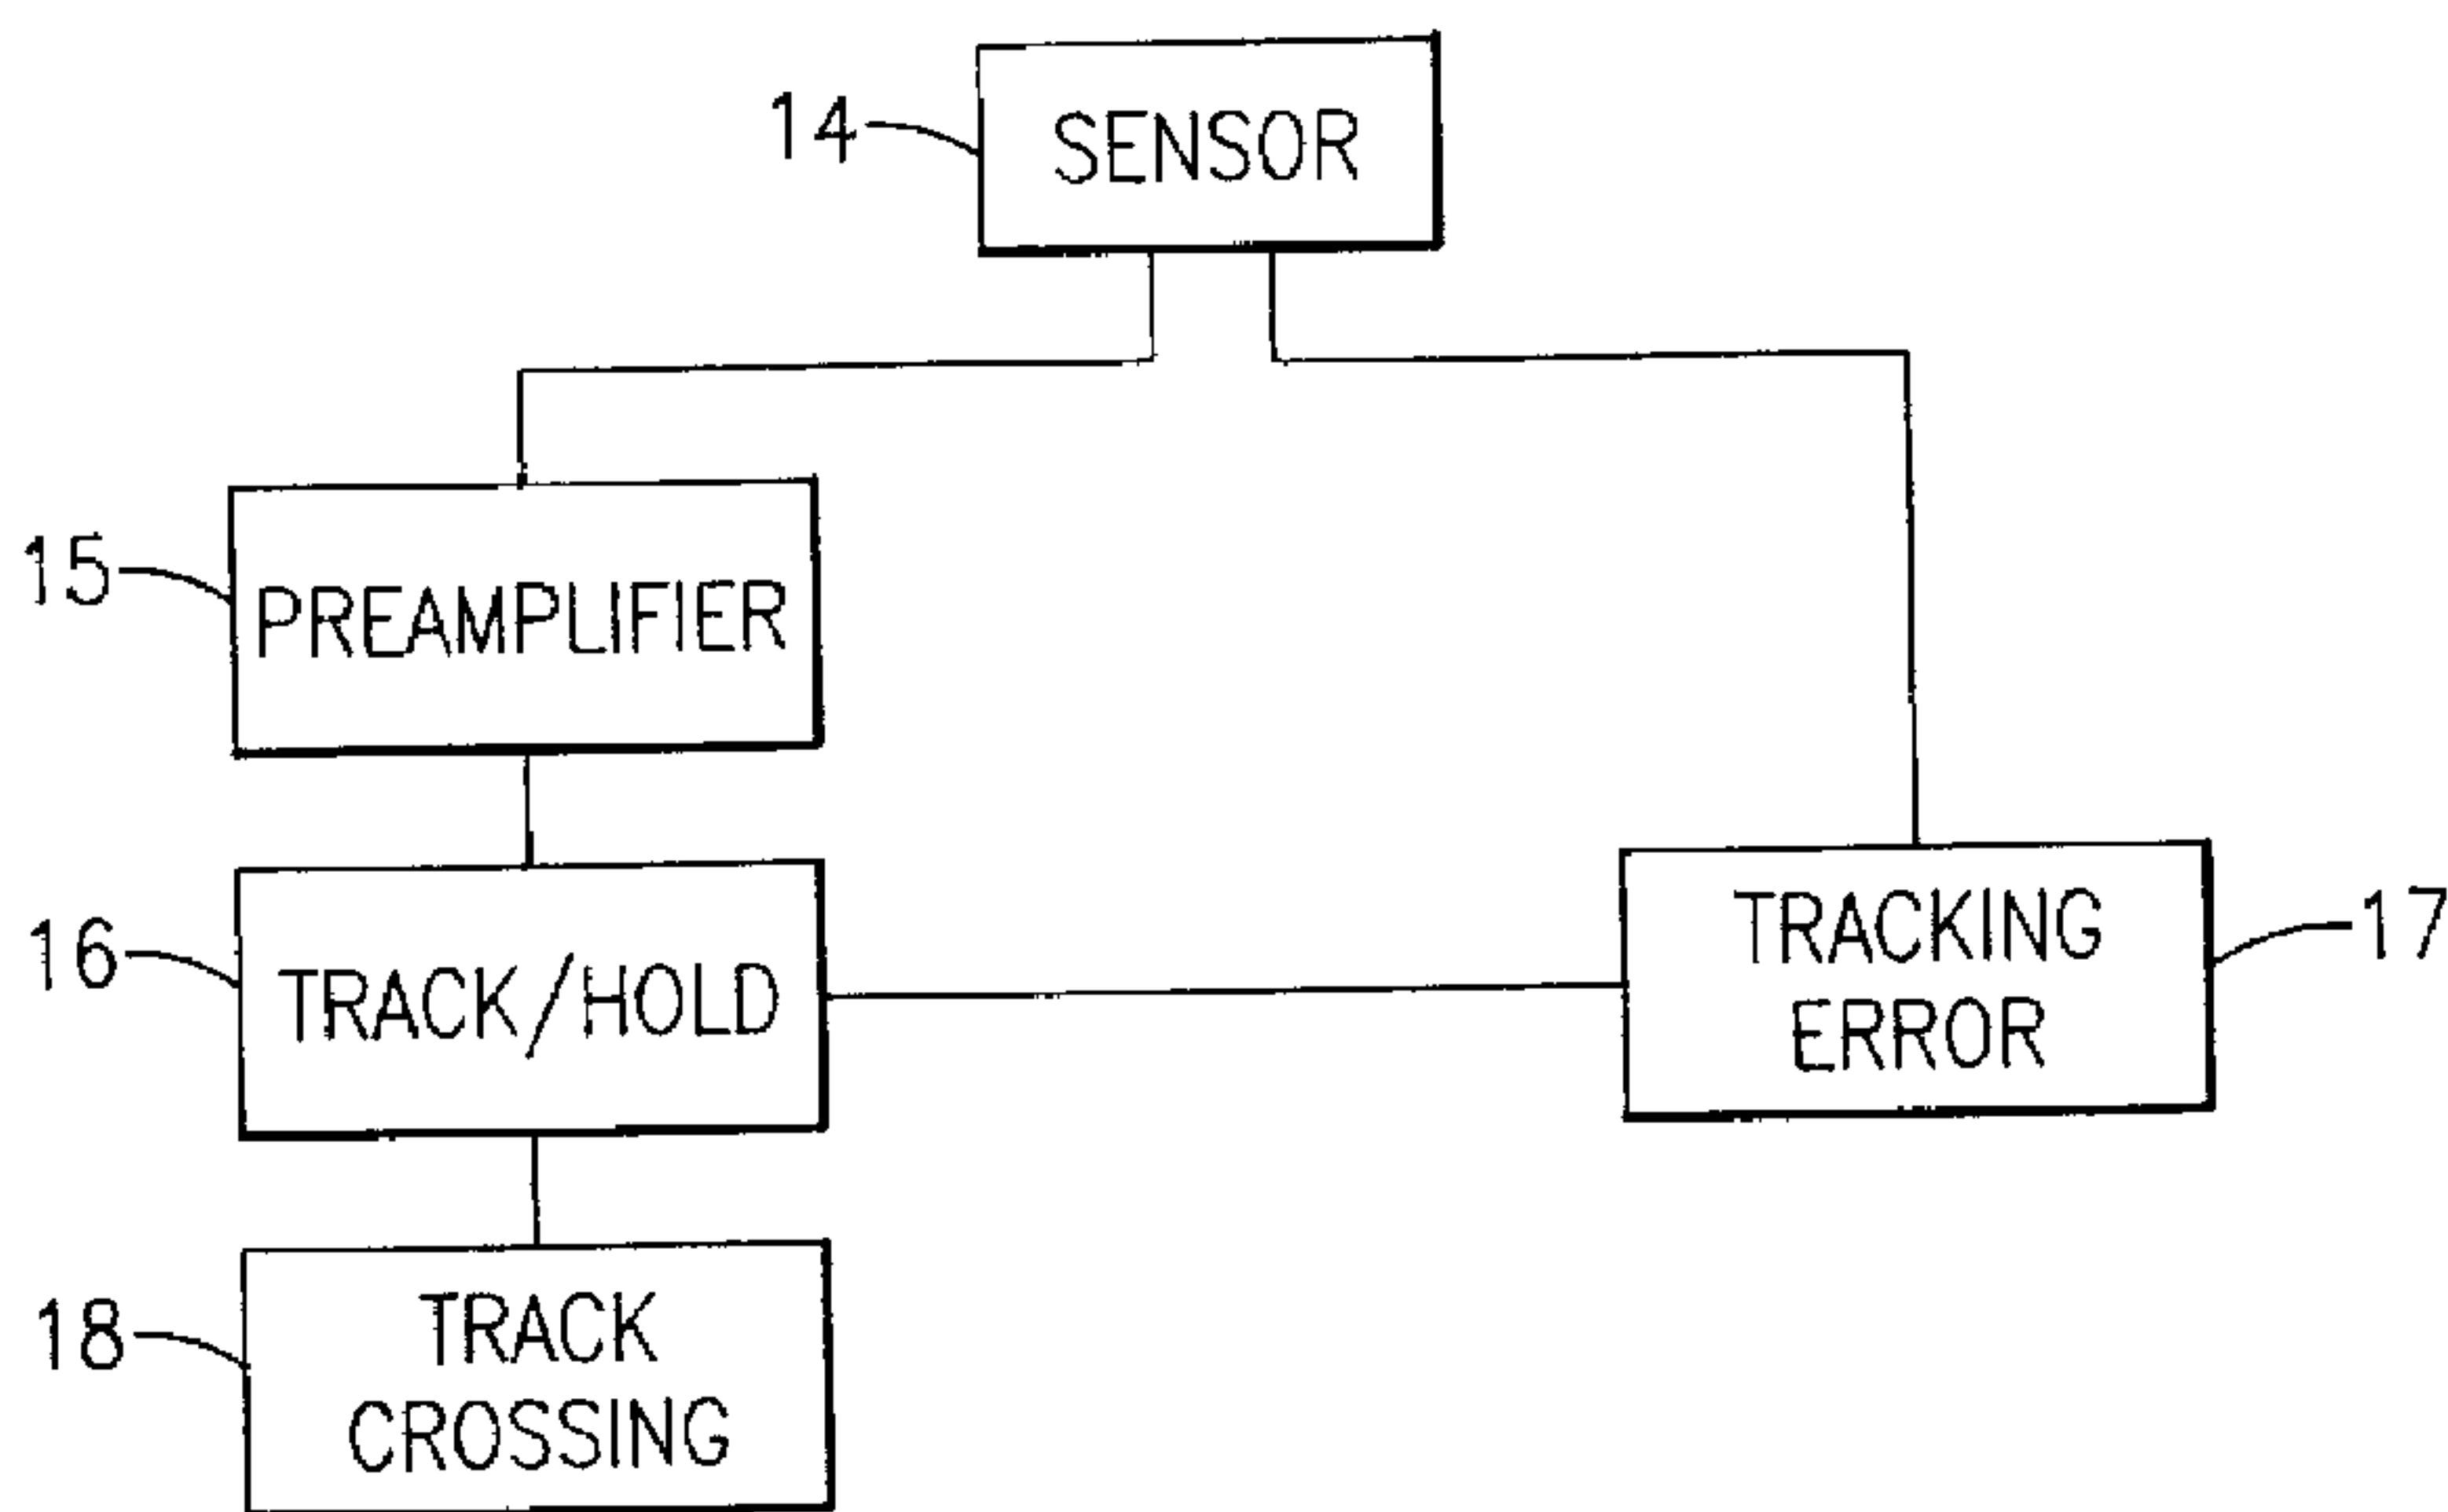 14
SENSOR
15
PREAMPLIFIER
16
TRACK/HOLD
TRACKING
ERROR
17
18
TRACK
CROSSING